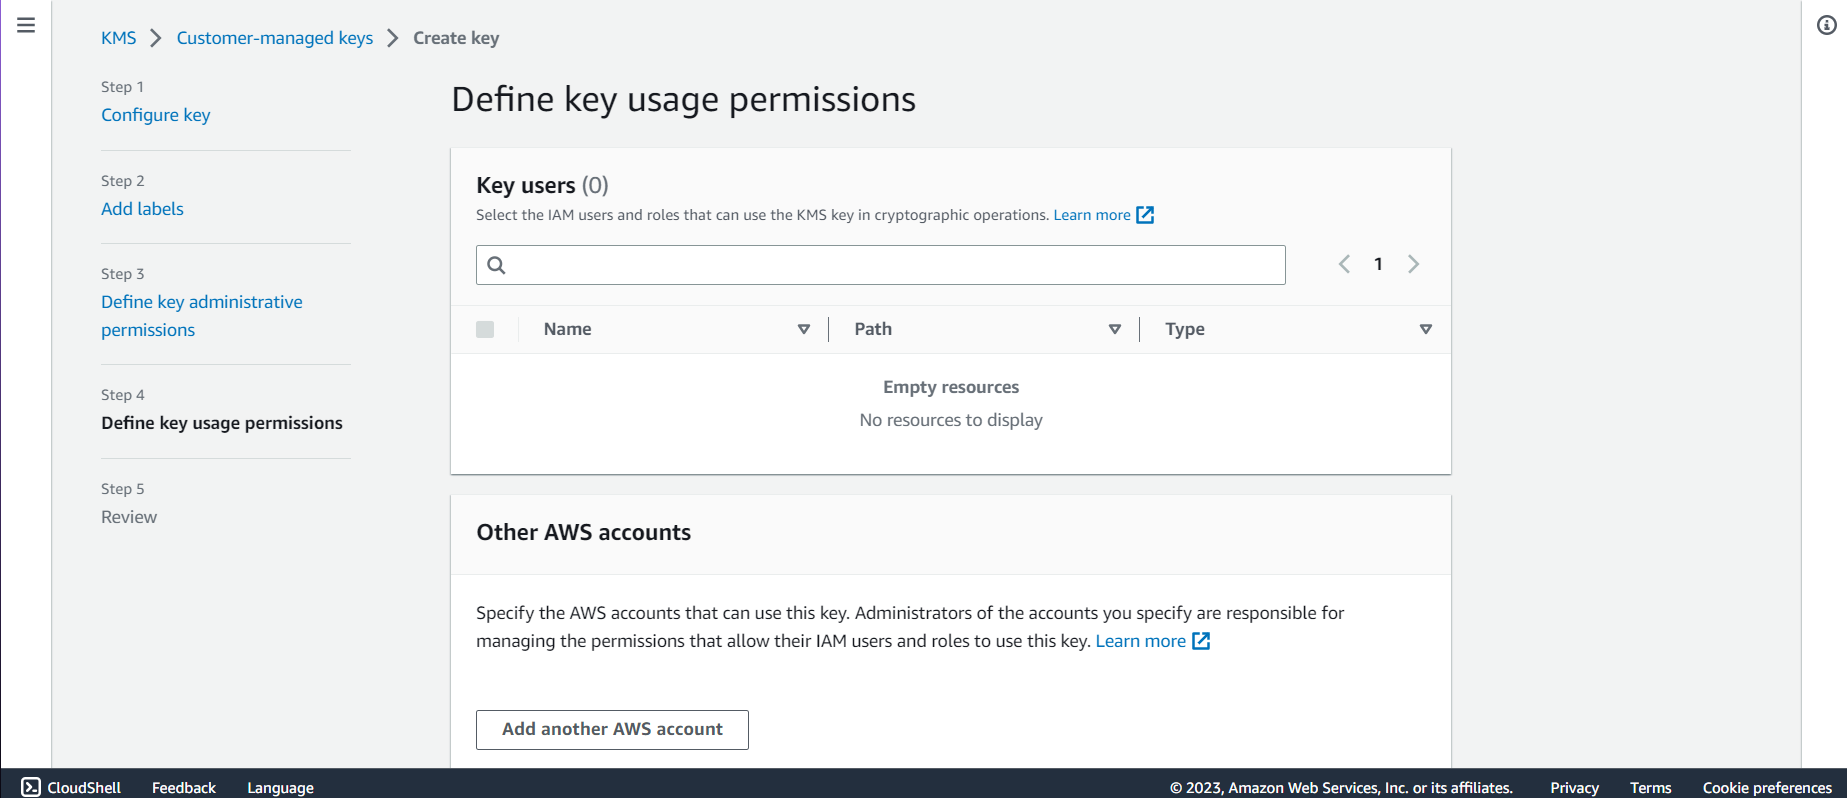 KMS > Customer-managed keys > Create key
Step 1
Configure key
Step 2
Add labels
Step 3
Define key administrative
permissions
Step 4
Define key usage permissions
Step 5
Review
Define key usage permissions
Key users (0)
Select the IAM users and roles that can use the KMS key in cryptographic operations. Learn more
1
Name Path Type
Empty resources
No resources to display
Other AWS accounts
Specify the AWS accounts that can use this key. Administrators of the accounts you specify are responsible for
managing the permissions that allow their IAM users and roles to use this key. Learn more
Add another AWS account
CloudShell Feedback Language © 2023, Amazon Web Services, Inc. or its affiliates. Privacy Terms Cookie preferences